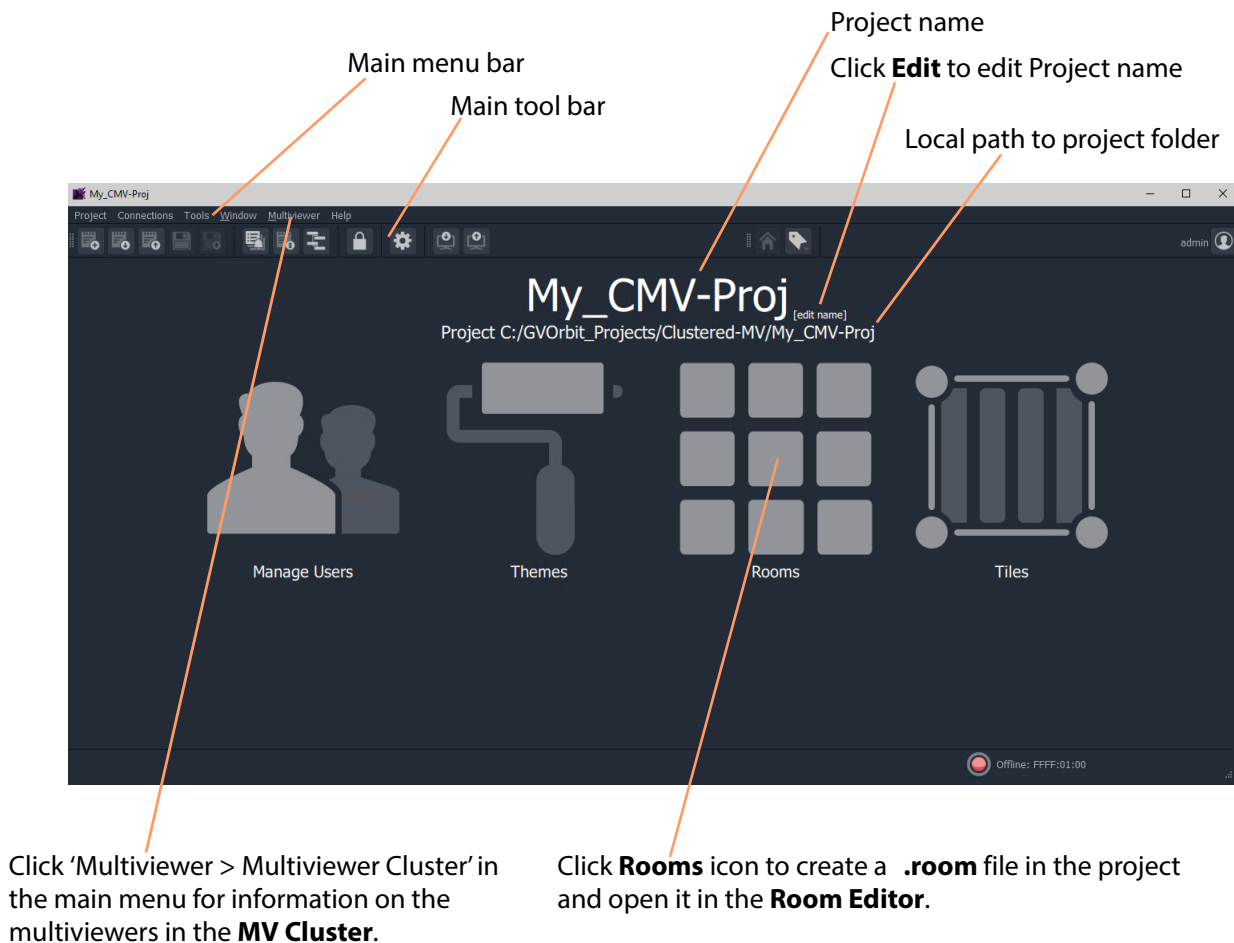 Project name
Main menu bar
Click Edit to edit Project name
Main tool bar
Local path to project folder
My_CMV-Proj
Project Connections Tools Window Multiviewer Help
admin
My_CMV-Proj
[edit name]
Project C:/GVOrbit_Projects/Clustered-MV/My_CMV-Proj
Manage Users
Themes
Rooms
Tiles
Offline: FFFF:01:00
Click ‘Multiviewer > Multiviewer Cluster’ in
the main menu for information on the
multiviewers in the MV Cluster.
Click Rooms icon to create a .room file in the project
and open it in the Room Editor.